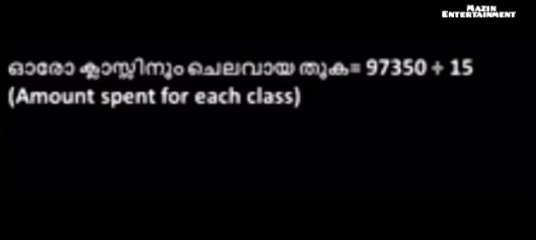 MAZIN
ENTERTAINMENT
ഓരോ ക്ലാസ്സിനും ചെലവായ തുക= 97350 ÷ 15
(Amount spent for each class)